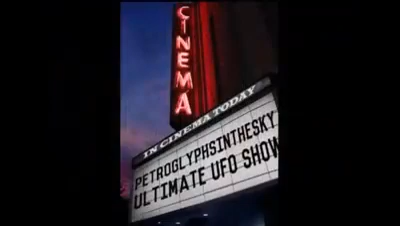 CINEMA
IN CINEMA TODAY
PETROGLYPHSINTHESKY
ULTIMATE UFO SHOW